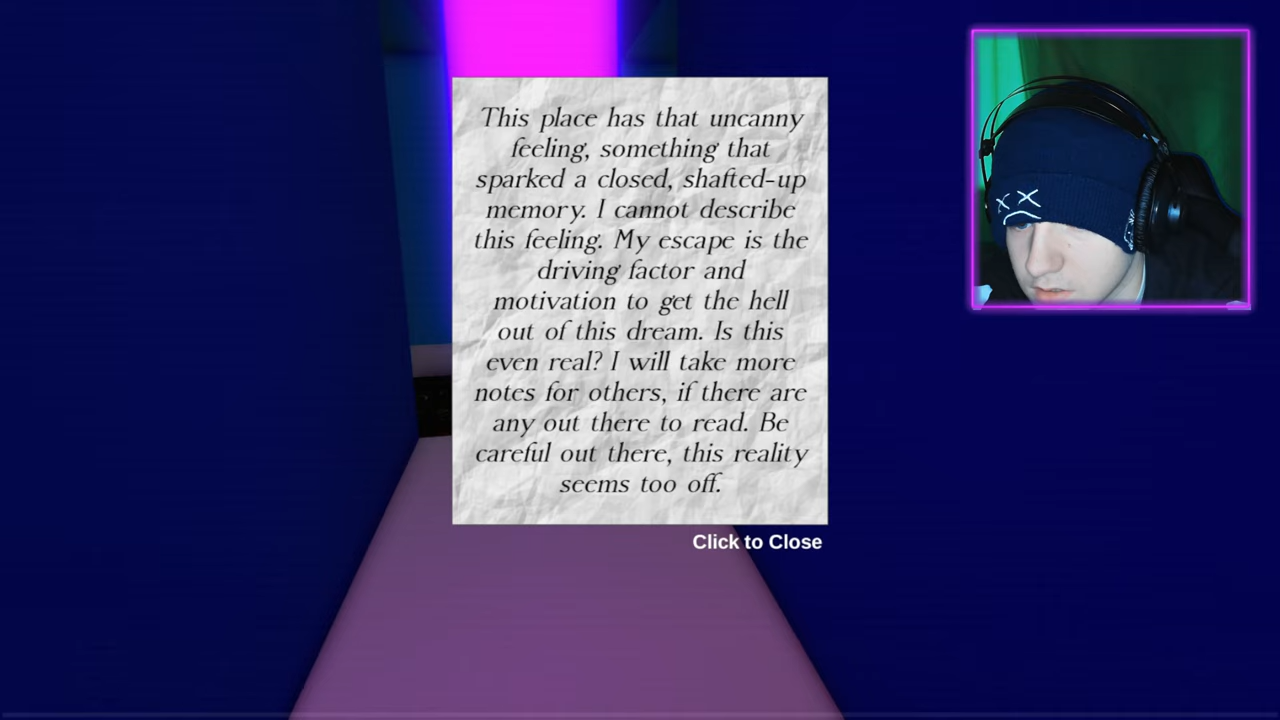 This place has that uncanny
feeling, something that
sparked a closed, shafted-up
memory. I cannot describe
this feeling. My escape is the
driving factor and
motivation to get the hell
out of this dream. Is this
even real? I will take more
notes for others, if there are
any out there to read. Be
careful out there, this reality
seems too off.
Click to Close